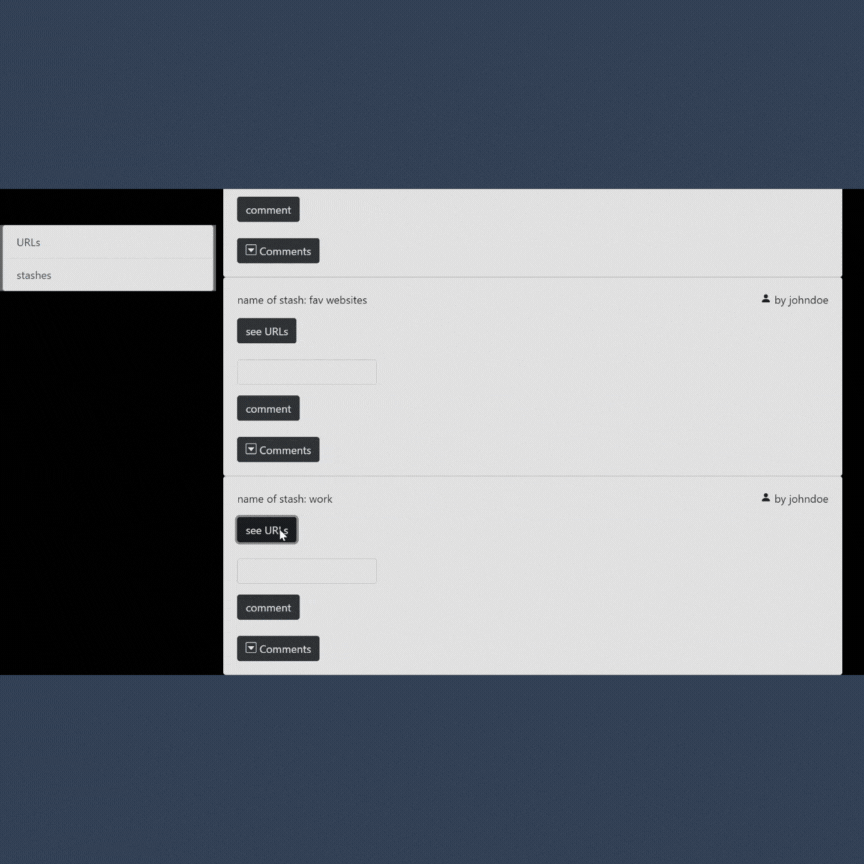 comment
Comments
URLs
stashes
name of stash: fav websites
by johndoe
see URLs
comment
Comments
name of stash: work
by johndoe
see URLs
comment
Comments